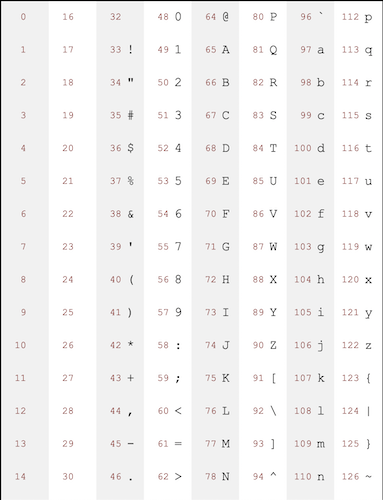 0 16 32 48 0 64 @ 80 P 96 ` 112 p
1 17 33 ! 49 1 65 A 81 Q 97 a 113 q
2 18 34 " 50 2 66 B 82 R 98 b 114 r
3 19 35 # 51 3 67 C 83 S 99 c 115 s
4 20 36 $ 52 4 68 D 84 T 100 d 116 t
5 21 37 % 53 5 69 E 85 U 101 e 117 u
6 22 38 & 54 6 70 F 86 V 102 f 118 v
7 23 39 ' 55 7 71 G 87 W 103 g 119 w
8 24 40 ( 56 8 72 H 88 X 104 h 120 x
9 25 41 ) 57 9 73 I 89 Y 105 i 121 y
10 26 42 * 58 : 74 J 90 Z 106 j 122 z
11 27 43 + 59 ; 75 K 91 [ 107 k 123 {
12 28 44 , 60 < 76 L 92 \ 108 l 124 |
13 29 45 - 61 = 77 M 93 ] 109 m 125 }
14 30 46 . 62 > 78 N 94 ^ 110 n 126 ~